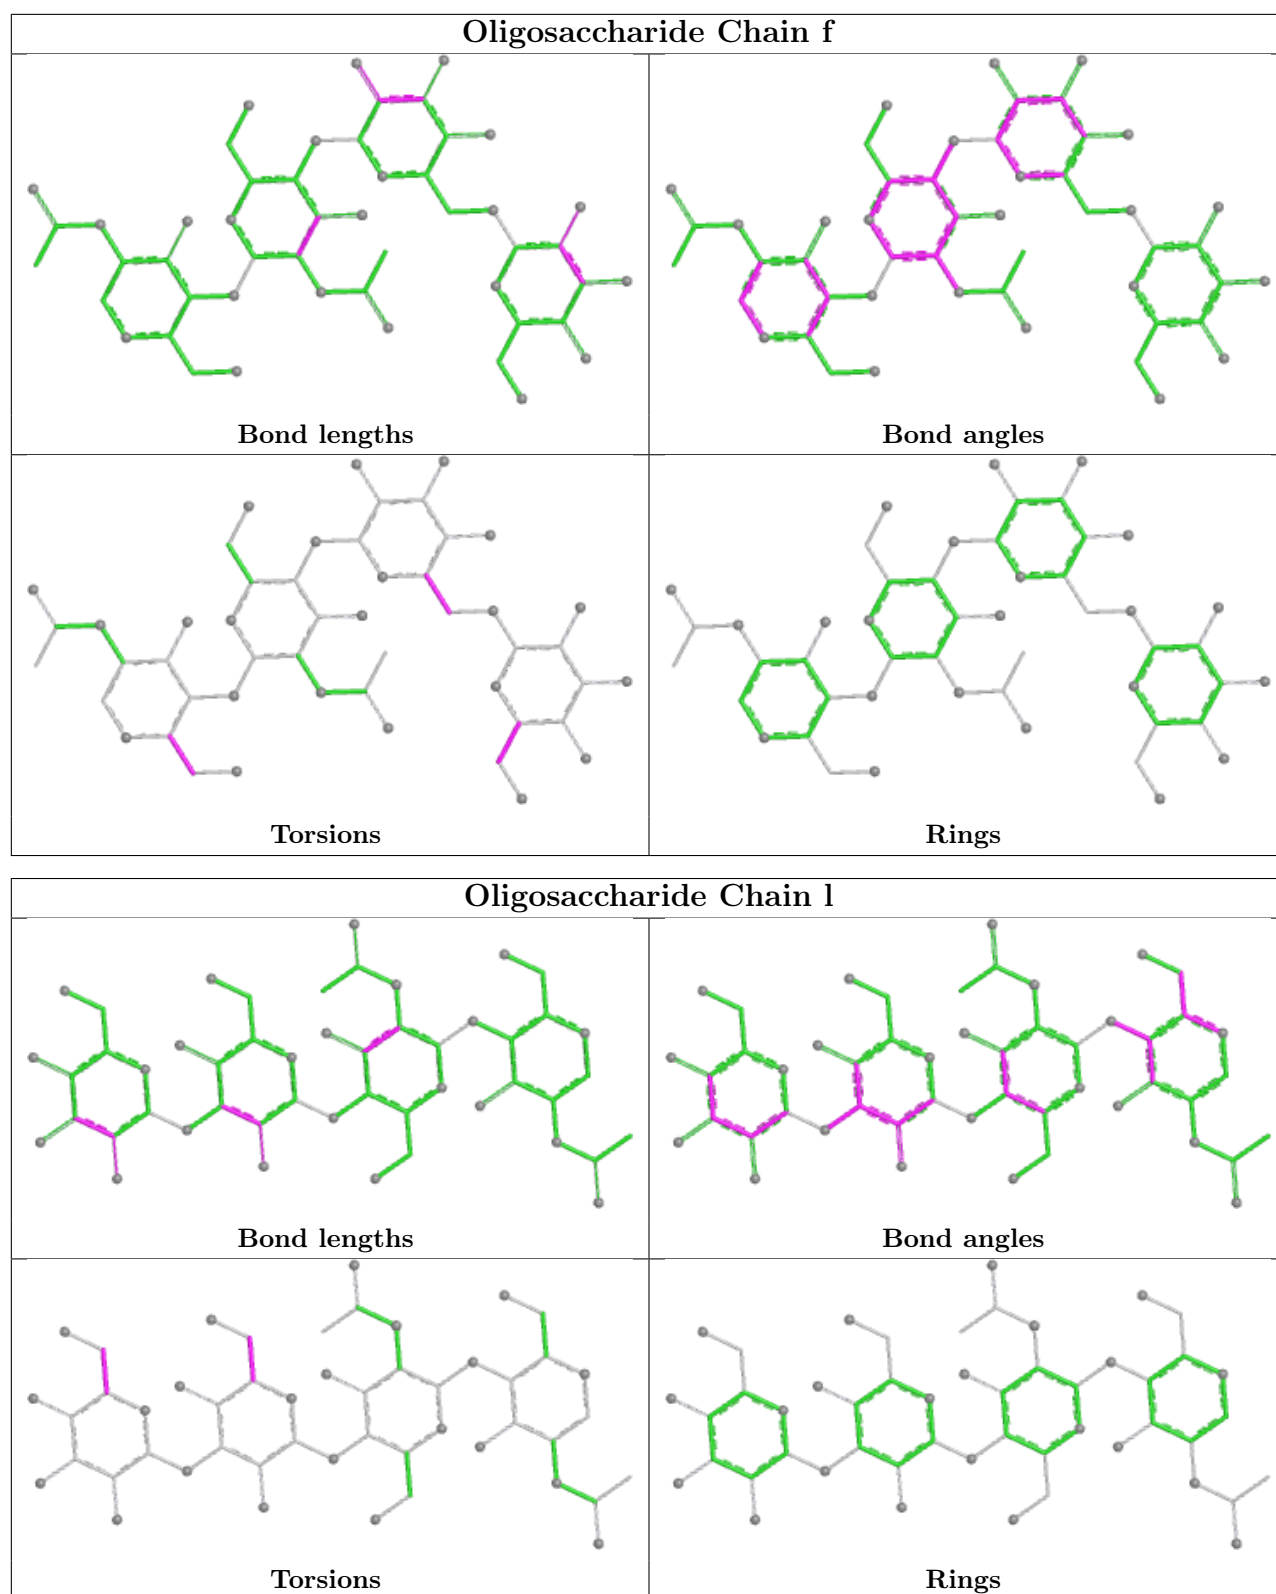 Oligosaccharide Chain f
Bond lengths
Bond angles
Torsions
Rings
Oligosaccharide Chain l
Bond lengths
Bond angles
Torsions
Rings